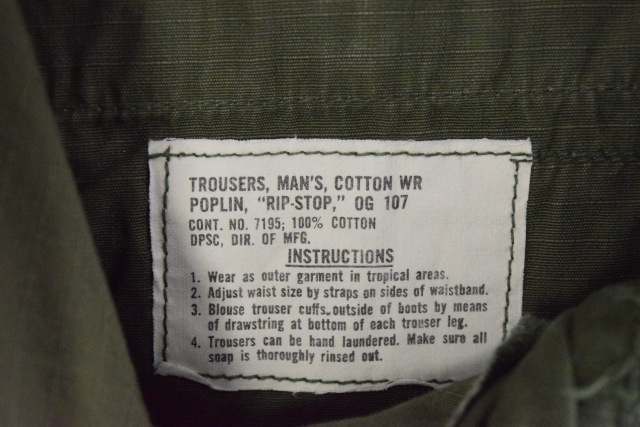 TROUSERS, MAN'S, COTTON WR
POPLIN, "RIP-STOP," OG 107
CONT. NO. 7195; 100% COTTON
DPSC, DIR. OF MFG.
INSTRUCTIONS
1. Wear as outer garment in tropical areas.
2. Adjust waist size by straps on sides of waistband.
3. Blouse trouser cuffs outside of boots by means
of drawstring at bottom of each trouser leg.
4. Trousers can be hand laundered. Make sure all
soap is thoroughly rinsed out.